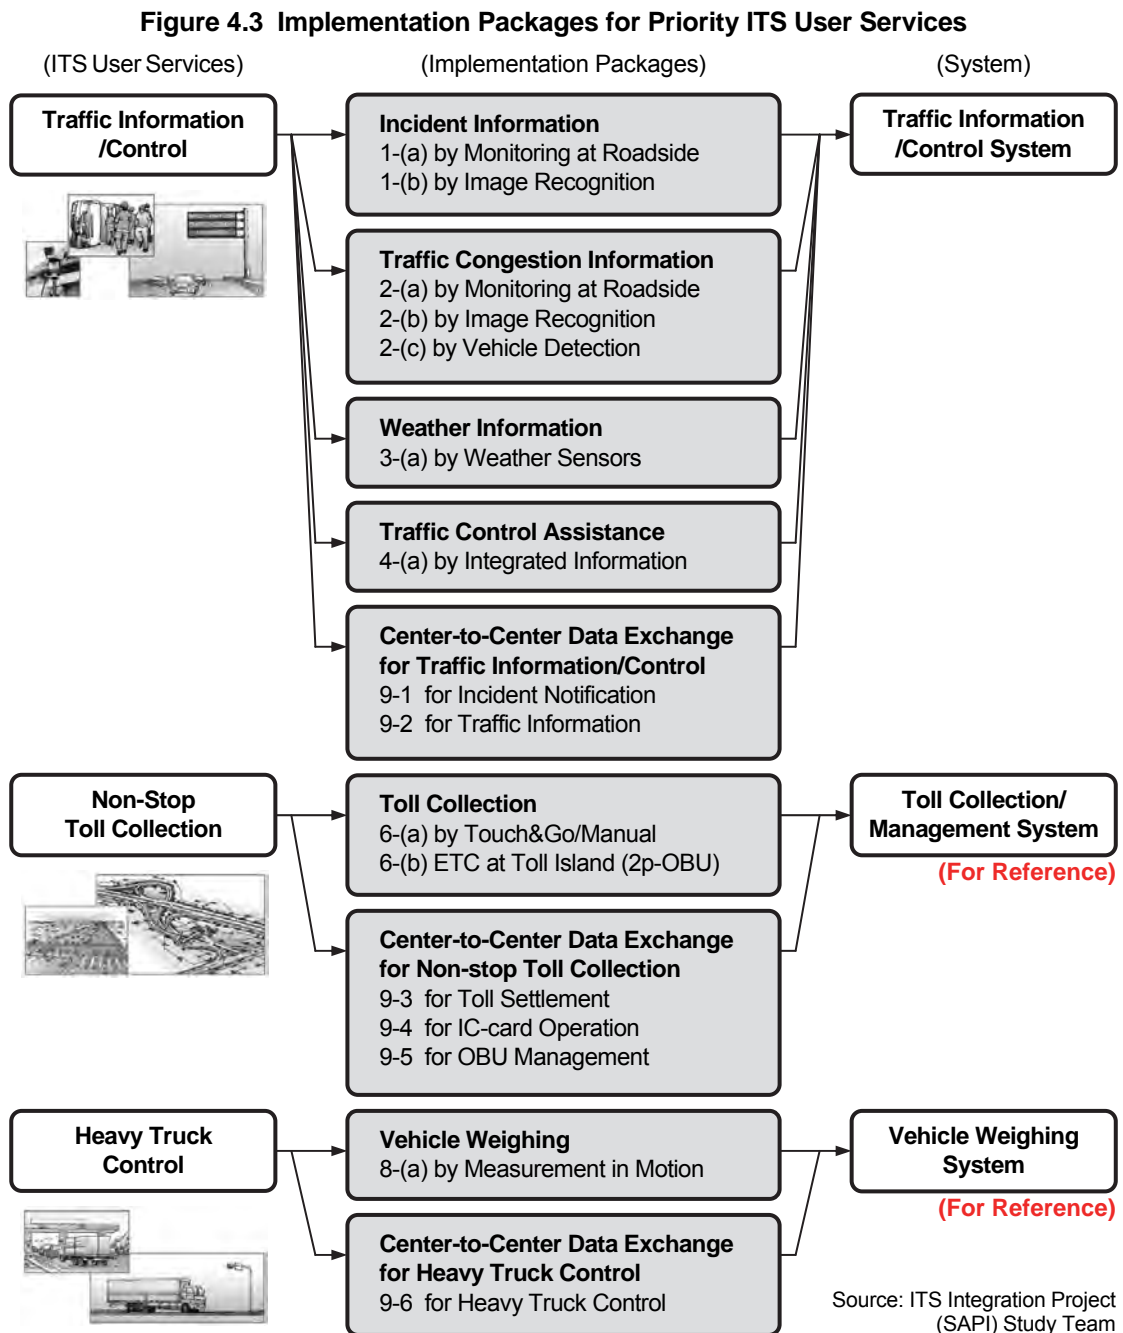 Figure 4.3  Implementation Packages for Priority ITS User Services
(ITS User Services)
(Implementation Packages)
(System)
Traffic Information
/Control
Incident Information
1-(a) by Monitoring at Roadside
1-(b) by Image Recognition
Traffic Information
/Control System
Traffic Congestion Information
2-(a) by Monitoring at Roadside
2-(b) by Image Recognition
2-(c) by Vehicle Detection
Weather Information
3-(a) by Weather Sensors
Traffic Control Assistance
4-(a) by Integrated Information
Center-to-Center Data Exchange
for Traffic Information/Control
9-1  for Incident Notification
9-2  for Traffic Information
Non-Stop
Toll Collection
Toll Collection
6-(a) by Touch&Go/Manual
6-(b) ETC at Toll Island (2p-OBU)
Toll Collection/
Management System
(For Reference)
Center-to-Center Data Exchange
for Non-stop Toll Collection
9-3  for Toll Settlement
9-4  for IC-card Operation
9-5  for OBU Management
Heavy Truck
Control
Vehicle Weighing
8-(a) by Measurement in Motion
Vehicle Weighing
System
(For Reference)
Center-to-Center Data Exchange
for Heavy Truck Control
9-6  for Heavy Truck Control
Source: ITS Integration Project
(SAPI) Study Team